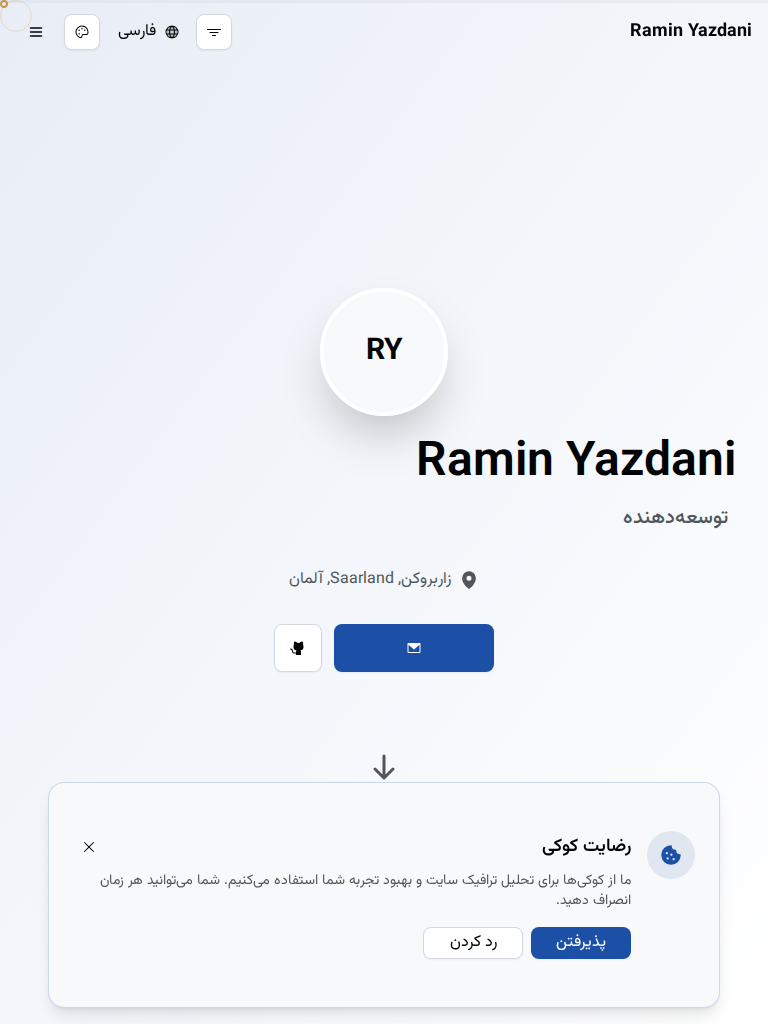 Ramin Yazdani
فارسی
RY
Ramin Yazdani
توسعه‌دهنده
زاربروکن, Saarland, آلمان
رضایت کوکی
ما از کوکی‌ها برای تحلیل ترافیک سایت و بهبود تجربه شما استفاده می‌کنیم. شما می‌توانید هر زمان
انصراف دهید.
پذیرفتن
رد کردن